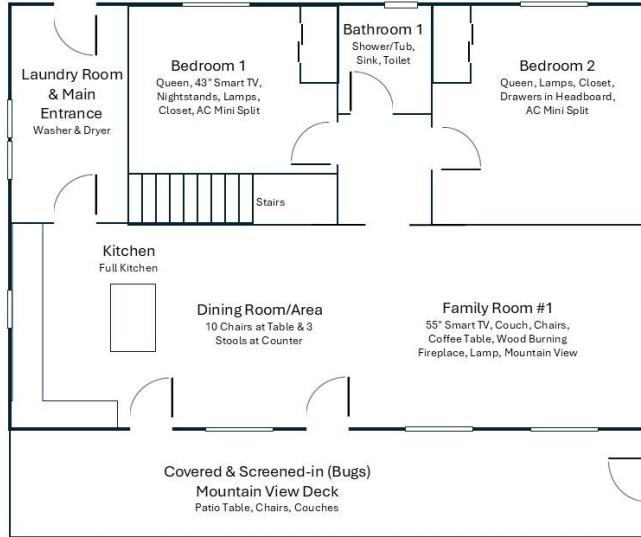 Laundry Room
& Main
Entrance
Washer & Dryer
Bedroom 1
Queen, 43" Smart TV,
Nightstands, Lamps,
Closet, AC Mini Split
Bathroom 1
Shower/Tub,
Sink, Toilet
Bedroom 2
Queen, Lamps, Closet,
Drawers in Headboard,
AC Mini Split
Stairs
Kitchen
Full Kitchen
Dining Room/Area
10 Chairs at Table & 3
Stools at Counter
Family Room #1
55" Smart TV, Couch, Chairs,
Coffee Table, Wood Burning
Fireplace, Lamp, Mountain View
Covered & Screened-in (Bugs)
Mountain View Deck
Patio Table, Chairs, Couches